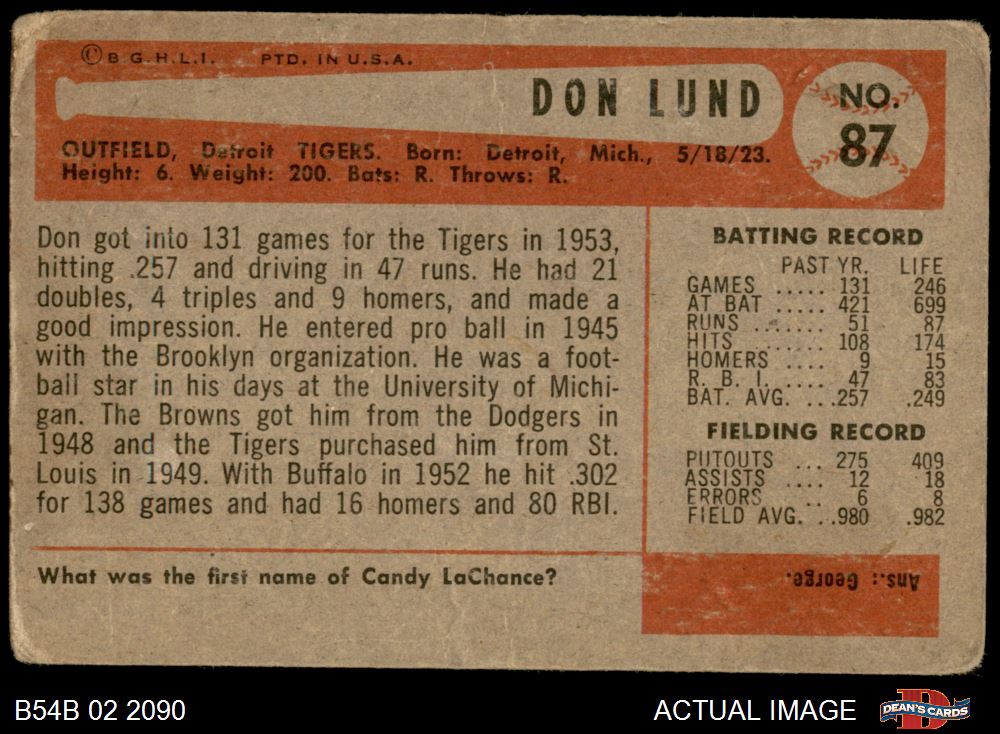 ©B.G.H.L.I. PTD. IN U.S.A.
DON LUND
NO.
87
OUTFIELD, Detroit TIGERS. Born: Detroit, Mich., 5/18/23.
Height: 6. Weight: 200. Bats: R. Throws: R.
Don got into 131 games for the Tigers in 1953,
hitting .257 and driving in 47 runs. He had 21
doubles, 4 triples and 9 homers, and made a
good impression. He entered pro ball in 1945
with the Brooklyn organization. He was a foot-
ball star in his days at the University of Michi-
gan. The Browns got him from the Dodgers in
1948 and the Tigers purchased him from St.
Louis in 1949. With Buffalo in 1952 he hit .302
for 138 games and had 16 homers and 80 RBI.
BATTING RECORD
PAST YR. LIFE
GAMES ..... 131 246
AT BAT ..... 421 699
RUNS ....... 51 87
HITS ....... 108 174
HOMERS .... 9 15
R. B. I. .... 47 83
BAT. AVG. ...257 .249
FIELDING RECORD
PUTOUTS ... 275 409
ASSISTS .... 12 18
ERRORS .. 6 8
FIELD AVG. ..980 .982
What was the first name of Candy LaChance?
Ans.: George.
B54B 02 2090
ACTUAL IMAGE
DEAN'S CARDS